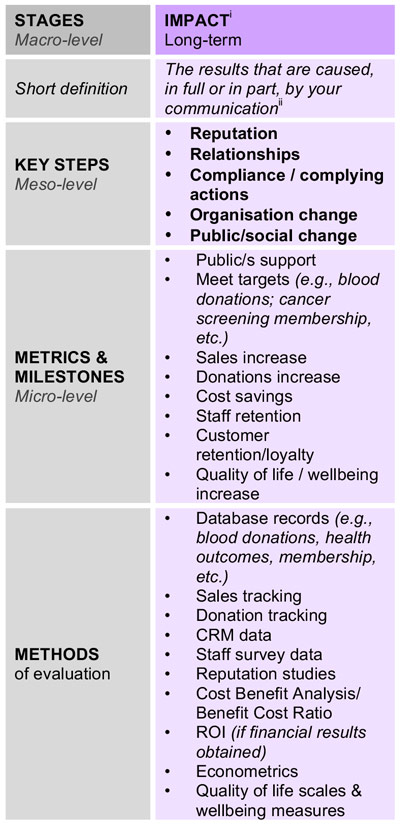 STAGES
Macro-level
IMPACTⁱ
Long-term
Short definition
The results that are caused,
in full or in part, by your
communicationⁱⁱ
KEY STEPS
Meso-level
• Reputation
• Relationships
• Compliance / complying
actions
• Organisation change
• Public/social change
METRICS &
MILESTONES
Micro-level
• Public/s support
• Meet targets (e.g., blood
donations; cancer
screening membership,
etc.)
• Sales increase
• Donations increase
• Cost savings
• Staff retention
• Customer
retention/loyalty
• Quality of life / wellbeing
increase
METHODS
of evaluation
• Database records (e.g.,
blood donations, health
outcomes, membership,
etc.)
• Sales tracking
• Donation tracking
• CRM data
• Staff survey data
• Reputation studies
• Cost Benefit Analysis/
Benefit Cost Ratio
• ROI (if financial results
obtained)
• Econometrics
• Quality of life scales &
wellbeing measures